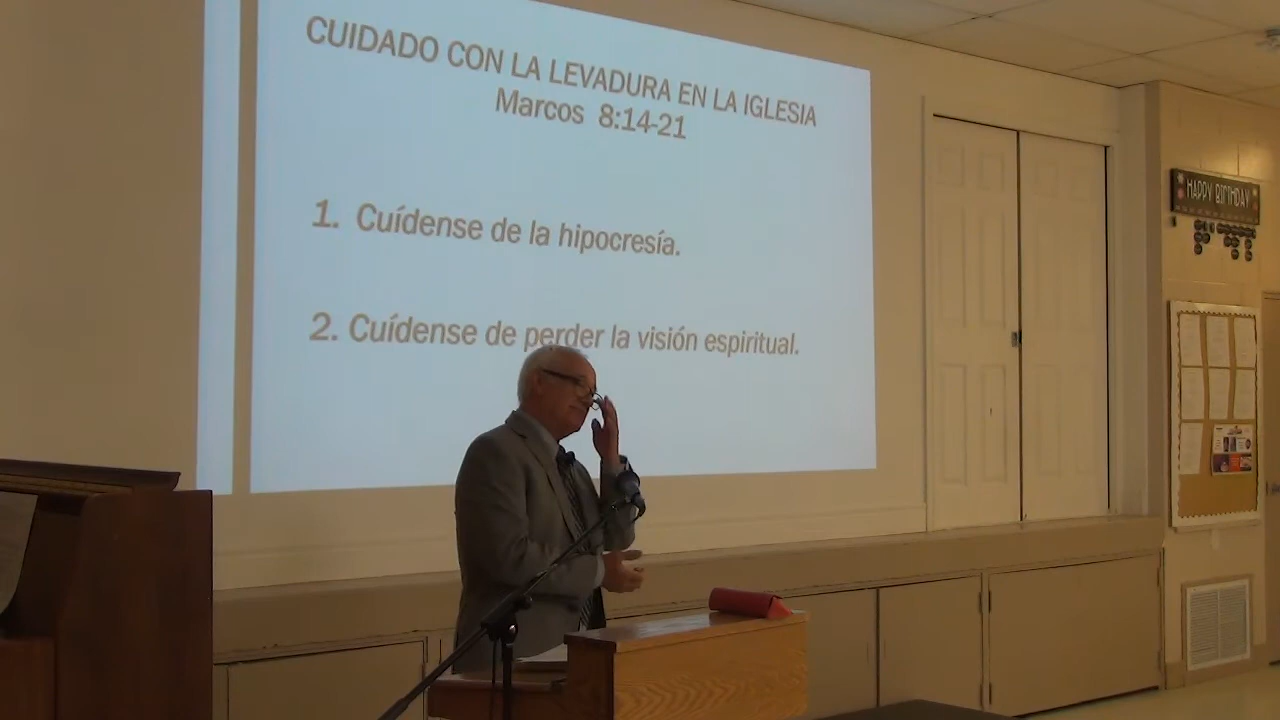 CUIDADO CON LA LEVADURA EN LA IGLESIA
Marcos 8:14-21
1. Cuídense de la hipocresía.
2. Cuídense de perder la visión espiritual.
HAPPY BIRTHDAY